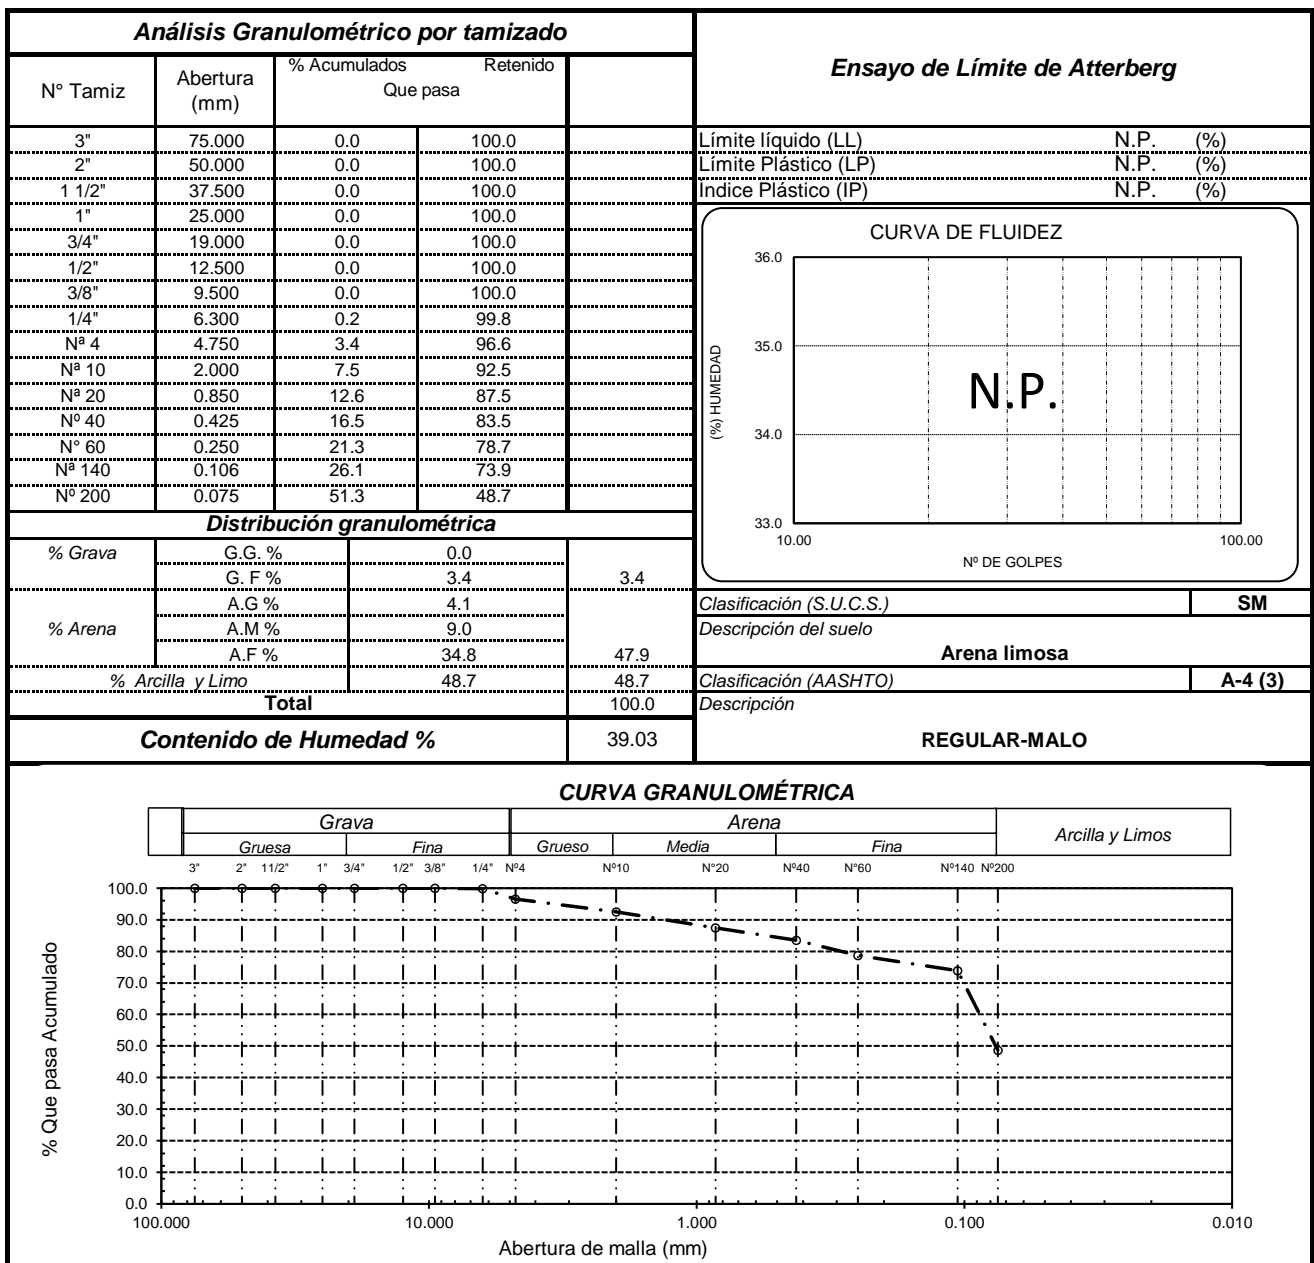 Análisis Granulométrico por tamizado
N° Tamiz Abertura (mm) % Acumulados Retenido Que pasa
3" 75.000 0.0 100.0
2" 50.000 0.0 100.0
1 1/2" 37.500 0.0 100.0
1" 25.000 0.0 100.0
3/4" 19.000 0.0 100.0
1/2" 12.500 0.0 100.0
3/8" 9.500 0.0 100.0
1/4" 6.300 0.2 99.8
Nª 4 4.750 3.4 96.6
Nª 10 2.000 7.5 92.5
Nª 20 0.850 12.6 87.5
Nº 40 0.425 16.5 83.5
N° 60 0.250 21.3 78.7
Nª 140 0.106 26.1 73.9
Nº 200 0.075 51.3 48.7
Distribución granulométrica
% Grava G.G. % 0.0
G. F % 3.4 3.4
A.G % 4.1
% Arena A.M % 9.0
A.F % 34.8 47.9
% Arcilla y Limo 48.7 48.7
Total 100.0
Contenido de Humedad % 39.03
Ensayo de Límite de Atterberg
Límite líquido (LL) N.P. (%)
Límite Plástico (LP) N.P. (%)
Indice Plástico (IP) N.P. (%)
CURVA DE FLUIDEZ
36.0
35.0
34.0
33.0
(%) HUMEDAD
N.P.
10.00 100.00
Nº DE GOLPES
Clasificación (S.U.C.S.) SM
Descripción del suelo
Arena limosa
Clasificación (AASHTO) A-4 (3)
Descripción
REGULAR-MALO
CURVA GRANULOMÉTRICA
Grava Arena Arcilla y Limos
Gruesa Fina Grueso Media Fina
3" 2" 11/2" 1" 3/4" 1/2" 3/8" 1/4" Nº4 Nº10 N°20 N°40 N°60 Nº140 Nº200
100.0
90.0
80.0
70.0
60.0
50.0
40.0
30.0
20.0
10.0
0.0
% Que pasa Acumulado
100.000 10.000 1.000 0.100 0.010
Abertura de malla (mm)